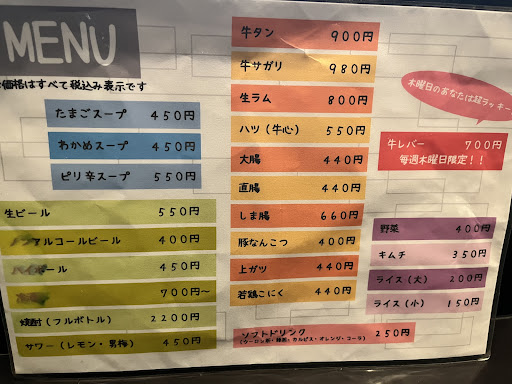 MENU
価格はすべて税込み表示です
たまごスープ 450円
わかめスープ 450円
ピリ辛スープ 550円
生ビール 550円
ノンアルコールビール 400円
ハイボール 450円
700円〜
焼酎(フルボトル) 2200円
サワー(レモン・男梅) 450円
牛タン 900円
牛サガリ 980円
生ラム 800円
ハツ(牛心) 550円
大腸 440円
直腸 440円
しま腸 660円
豚なんこつ 400円
上ガツ 440円
若鶏こにく 440円
ソフトドリンク 250円
カルピス・オレンジ・コーラ)
木曜日のあなたは超ラッキー
牛レバー 700円
毎週木曜日限定!!
野菜 400円
キムチ 350円
ライス(大) 200円
ライス(小) 150円